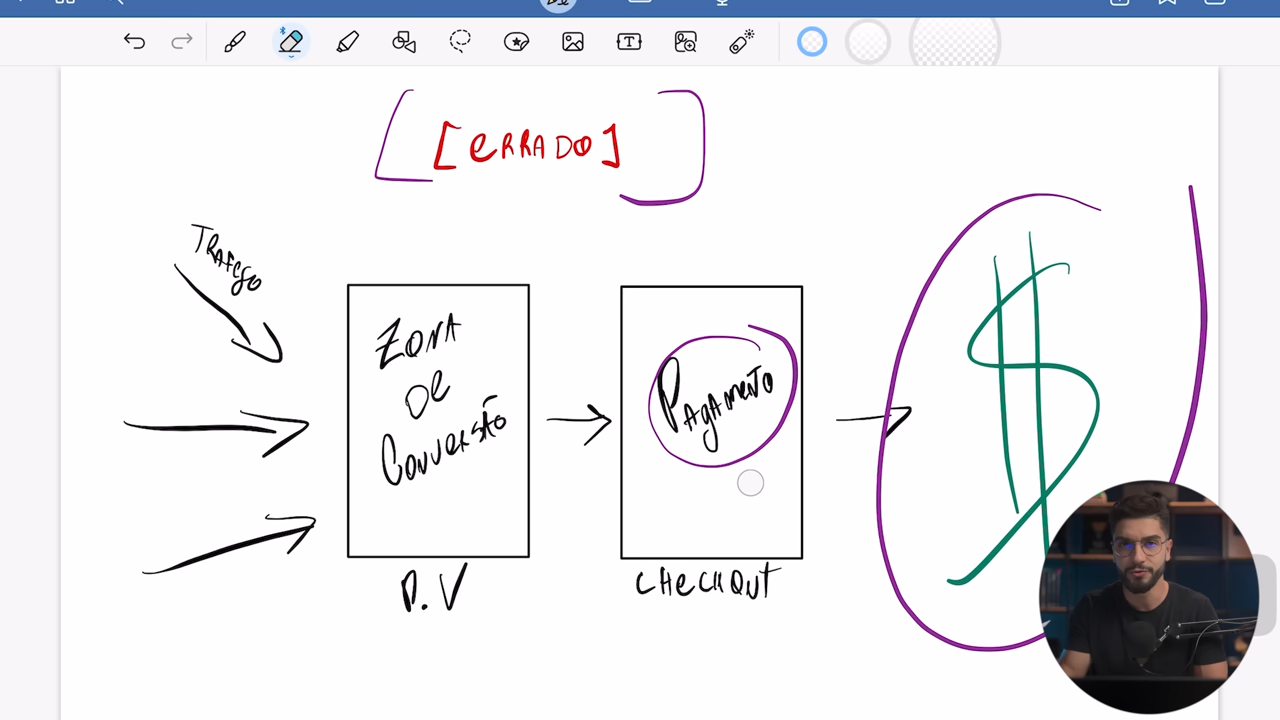 [ERRADO]
TRAFEGO
ZONA
DE
CONVERSÃO
PAGAMENTO
$
P.V
CHECKOUT